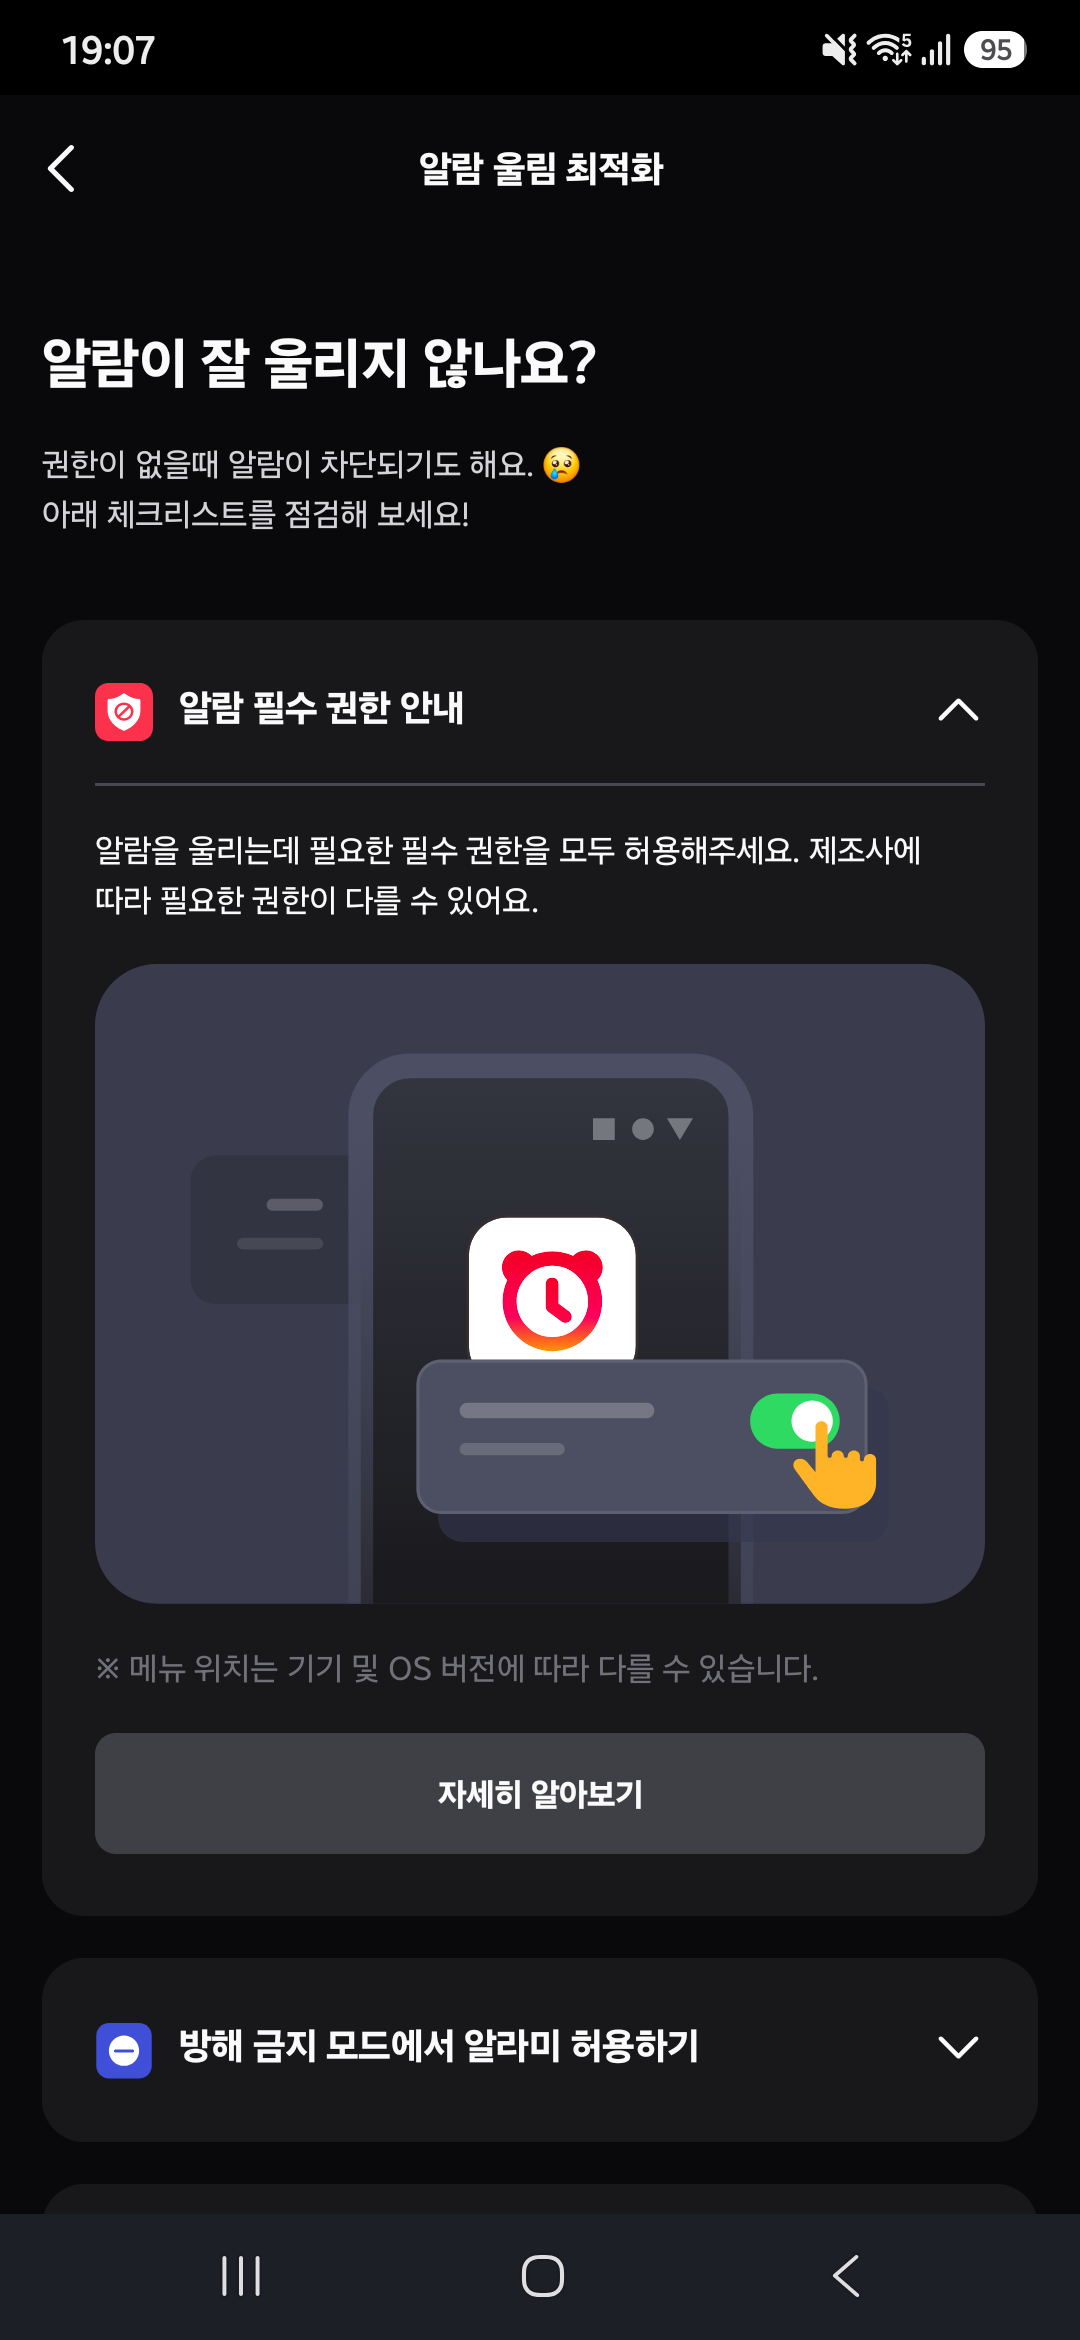 19:07
5
95
알람 울림 최적화
알람이 잘 울리지 않나요?
권한이 없을때 알람이 차단되기도 해요. 😢
아래 체크리스트를 점검해 보세요!
알람 필수 권한 안내
알람을 울리는데 필요한 필수 권한을 모두 허용해주세요. 제조사에
따라 필요한 권한이 다를 수 있어요.
※ 메뉴 위치는 기기 및 OS 버전에 따라 다를 수 있습니다.
자세히 알아보기
방해 금지 모드에서 알라미 허용하기